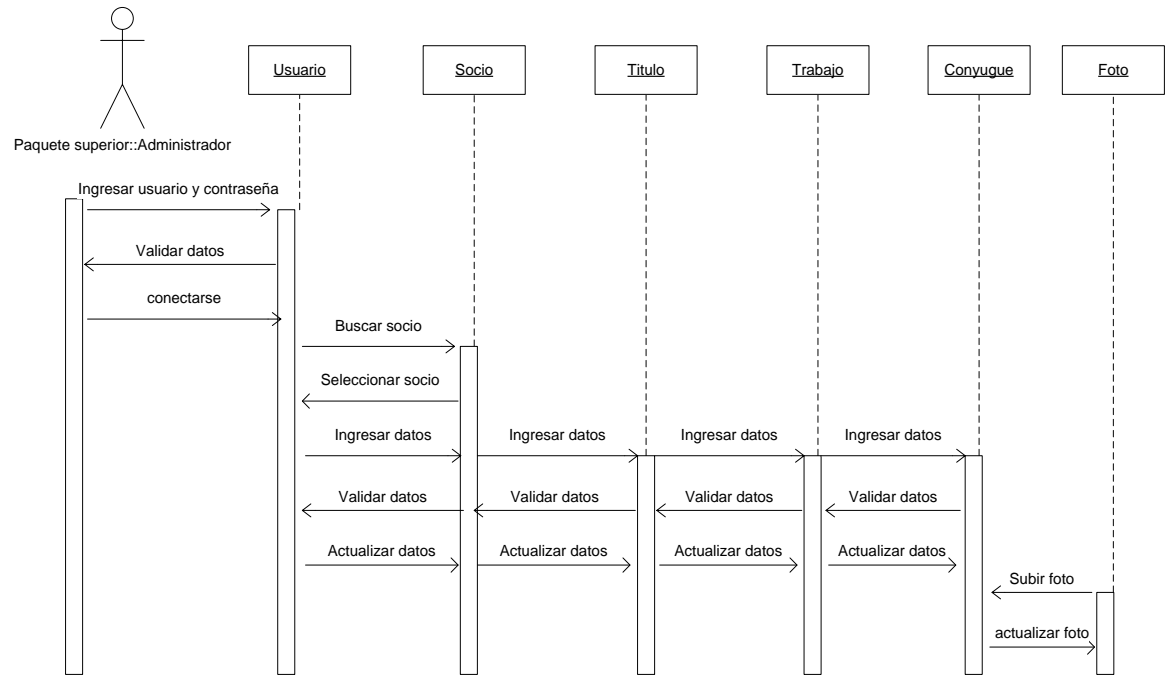 Usuario
Socio
Titulo
Trabajo
Conyugue
Foto
Paquete superior::Administrador
Ingresar usuario y contraseña
Validar datos
conectarse
Buscar socio
Seleccionar socio
Ingresar datos
Ingresar datos
Ingresar datos
Ingresar datos
Validar datos
Validar datos
Validar datos
Validar datos
Actualizar datos
Actualizar datos
Actualizar datos
Actualizar datos
Subir foto
actualizar foto